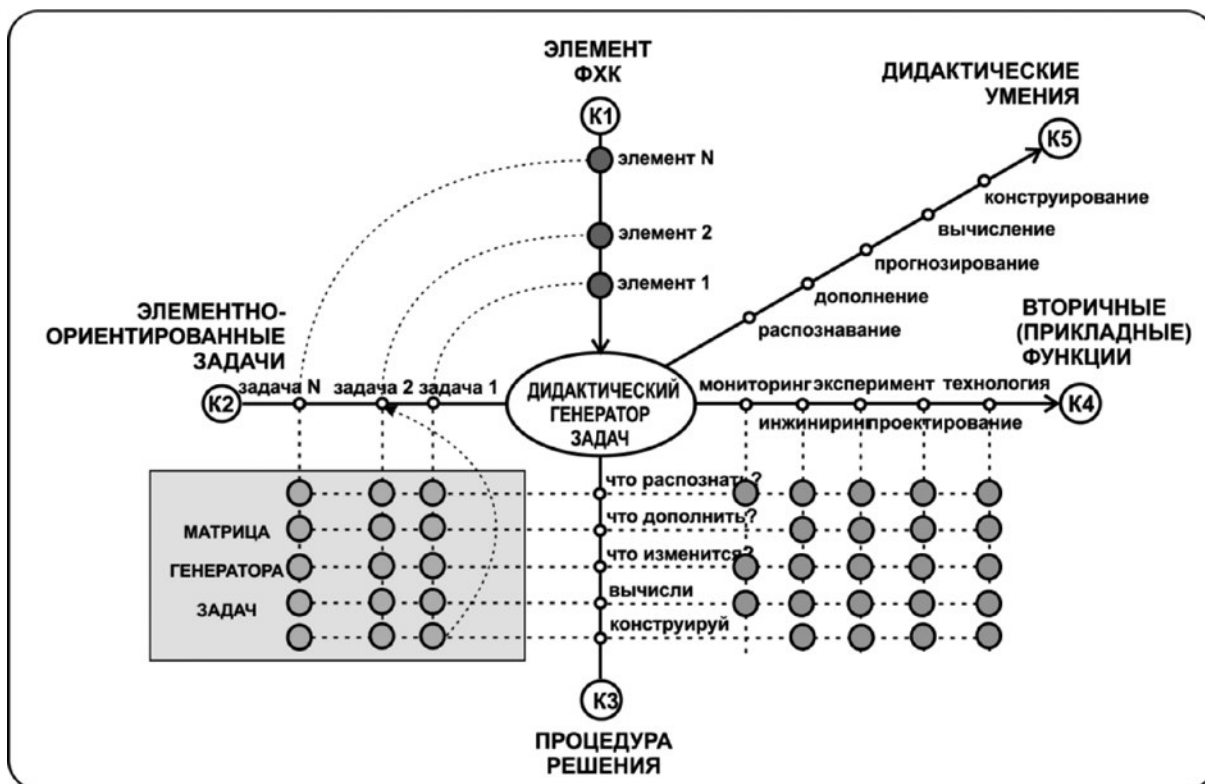 ЭЛЕМЕНТ
ФХК
К1
элемент N
элемент 2
элемент 1
ДИДАКТИЧЕСКИЕ
УМЕНИЯ
К5
конструирование
вычисление
прогнозирование
дополнение
распознавание
ЭЛЕМЕНТНО-
ОРИЕНТИРОВАННЫЕ
ЗАДАЧИ
К2
задача N
задача 2
задача 1
ДИДАКТИЧЕСКИЙ
ГЕНЕРАТОР
ЗАДАЧ
ВТОРИЧНЫЕ
(ПРИКЛАДНЫЕ)
ФУНКЦИИ
К4
мониторинг
эксперимент
технология
инжиниринг
проектирование
что распознать?
что дополнить?
что изменится?
вычисли
конструируй
МАТРИЦА
ГЕНЕРАТОРА
ЗАДАЧ
К3
ПРОЦЕДУРА
РЕШЕНИЯ